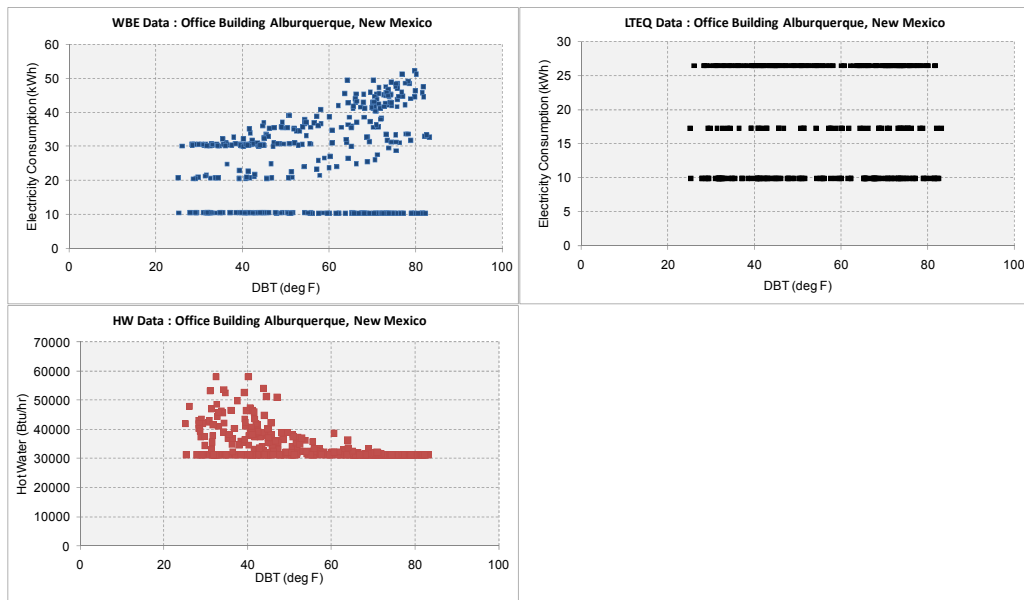 WBE Data : Office Building Alburquerque, New Mexico
60
50
40
30
20
10
0
Electricity Consumption (kWh)
0 20 40 60 80 100
DBT (deg F)
LTEQ Data : Office Building Alburquerque, New Mexico
30
25
20
15
10
5
0
Electricity Consumption (kWh)
0 20 40 60 80 100
DBT (deg F)
HW Data : Office Building Alburquerque, New Mexico
70000
60000
50000
40000
30000
20000
10000
0
Hot Water (Btu/hr)
0 20 40 60 80 100
DBT (deg F)